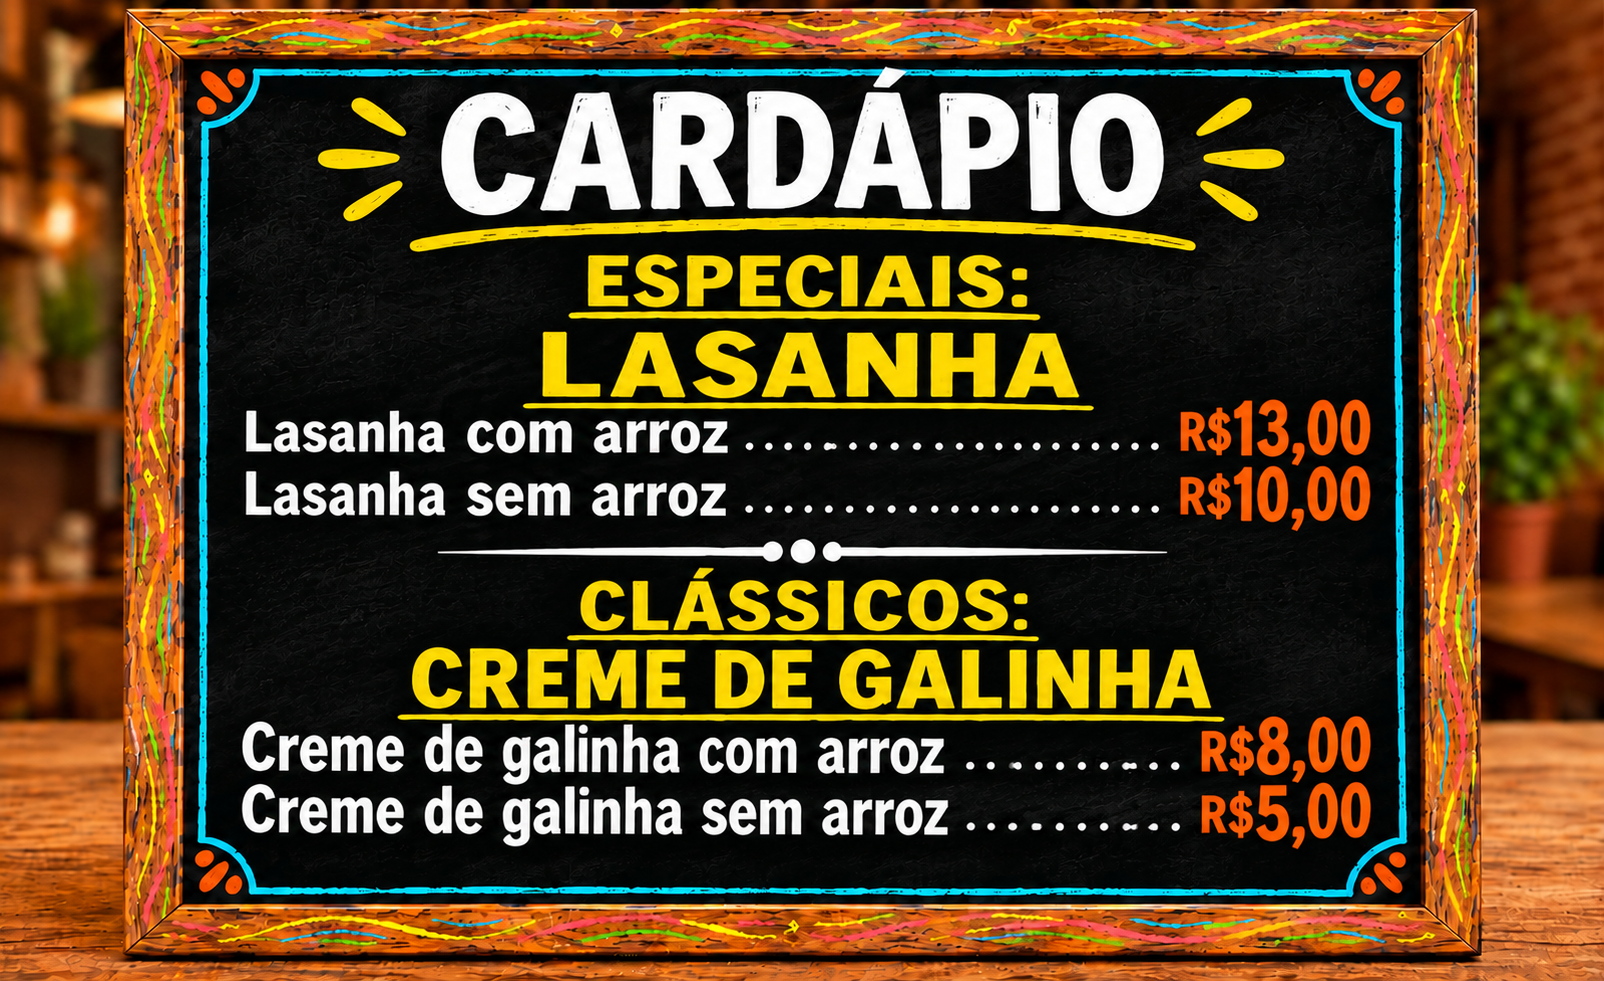 CARDÁPIO
ESPECIAIS:
LASANHA
Lasanha com arroz ..................... R$13,00
Lasanha sem arroz ..................... R$10,00
CLÁSSICOS:
CREME DE GALINHA
Creme de galinha com arroz ........... R$8,00
Creme de galinha sem arroz ........... R$5,00